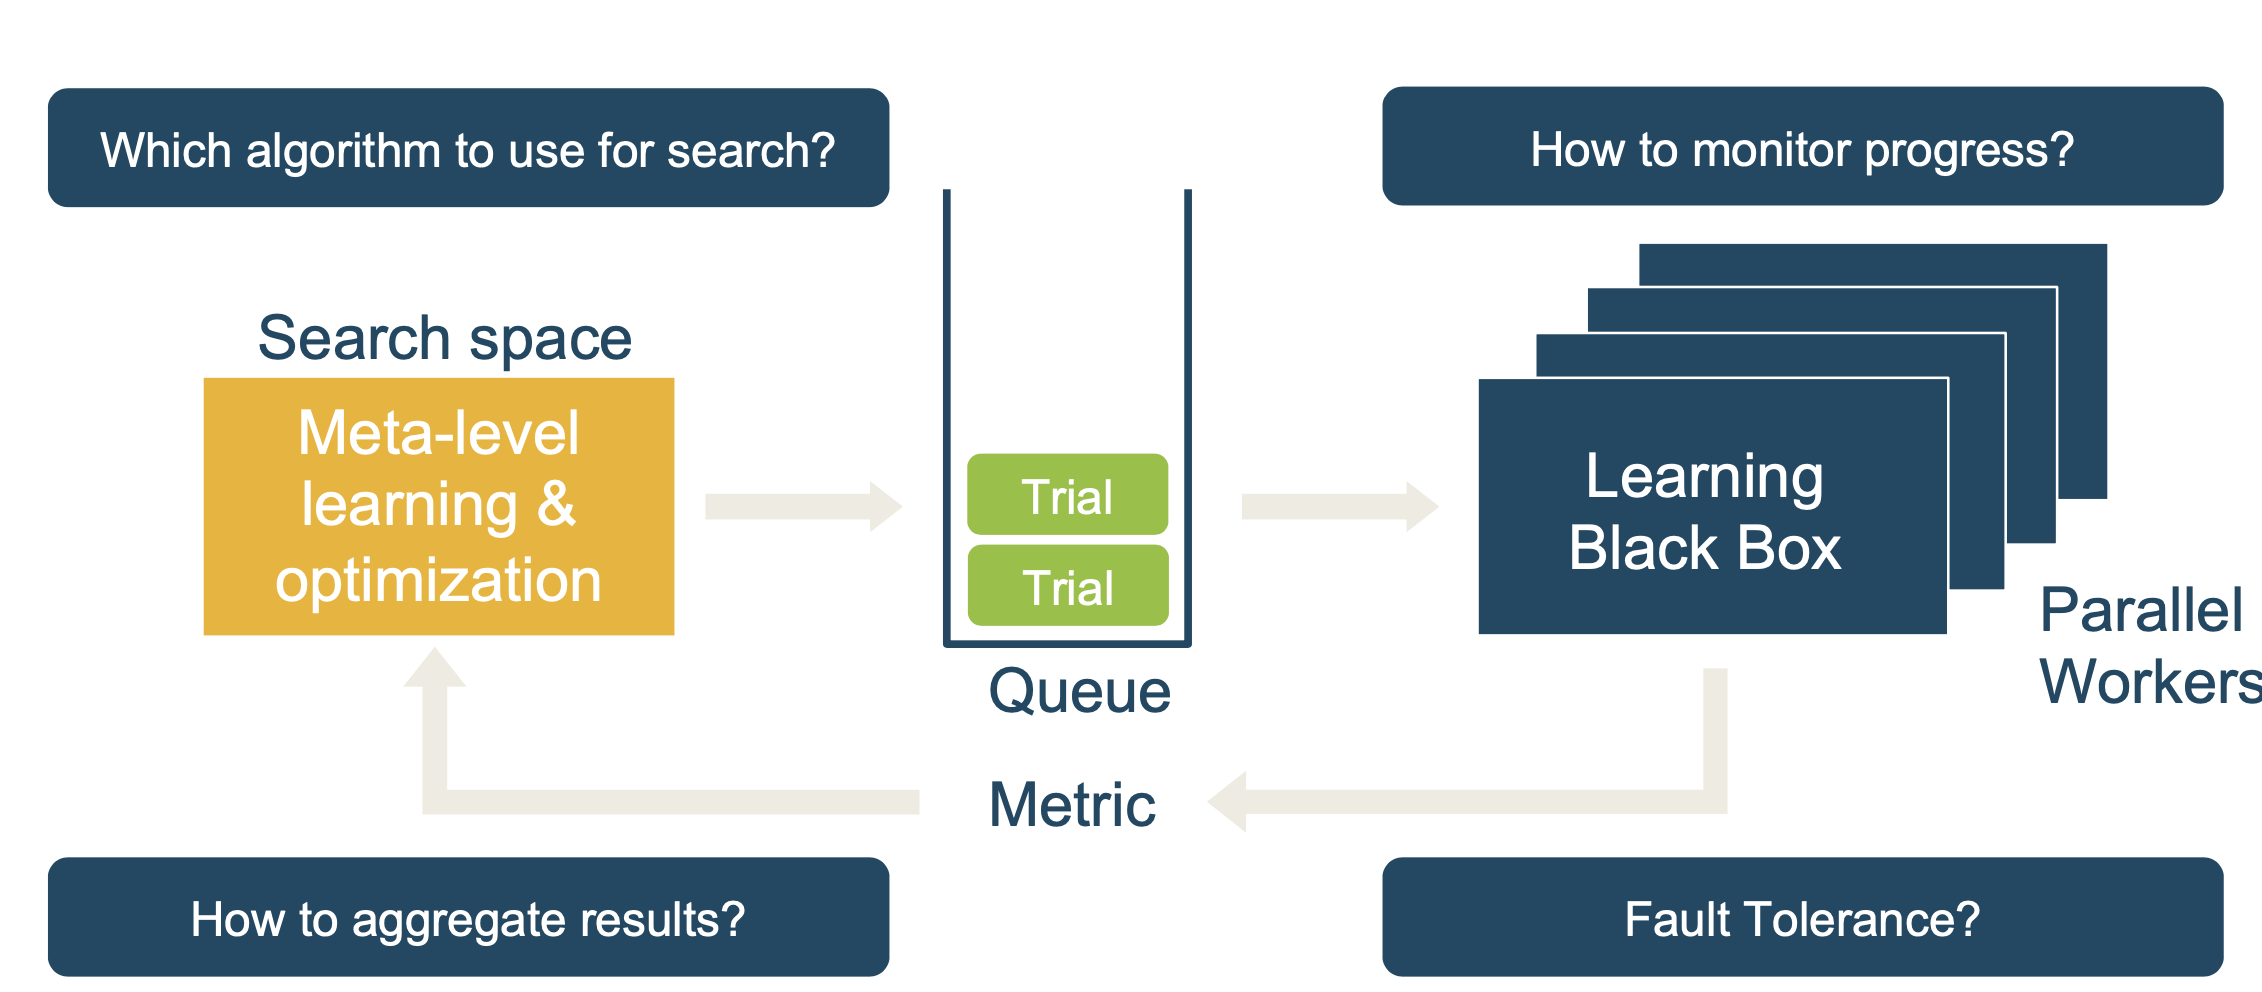 Which algorithm to use for search?
How to monitor progress?
Search space
Meta-level
learning &
optimization
Trial
Trial
Queue
Learning
Black Box
Parallel
Workers
Metric
How to aggregate results?
Fault Tolerance?